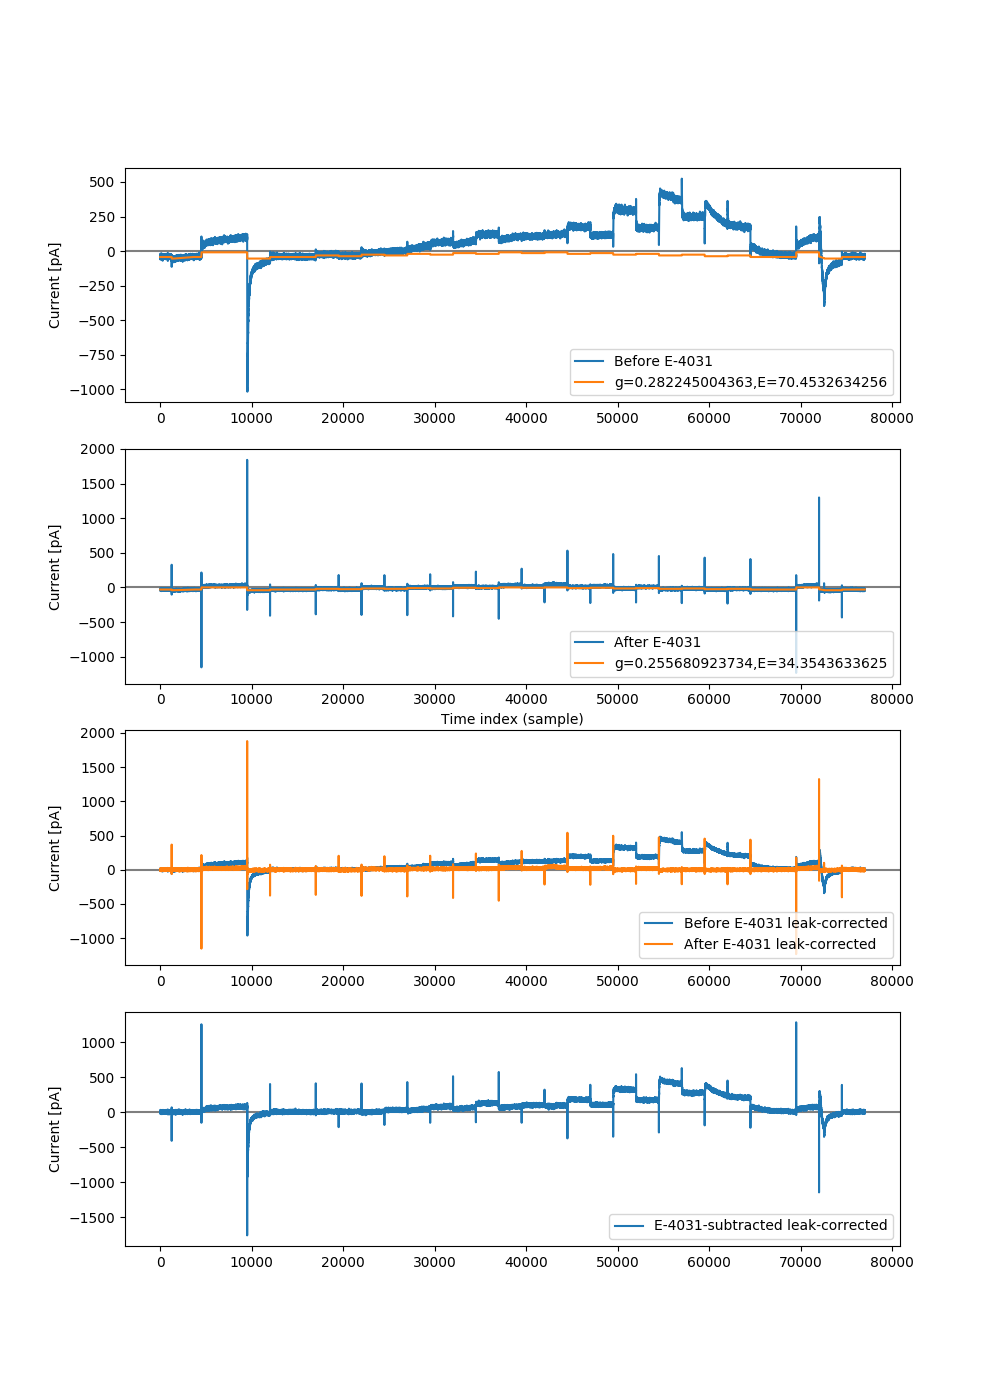 500
250
0
−250
−500
−750
−1000
Current [pA]
Before E-4031
g=0.282245004363,E=70.4532634256
0 10000 20000 30000 40000 50000 60000 70000 80000
2000
1500
1000
500
0
−500
−1000
Current [pA]
After E-4031
g=0.255680923734,E=34.3543633625
0 10000 20000 30000 40000 50000 60000 70000 80000
Time index (sample)
2000
1500
1000
500
0
−500
−1000
Current [pA]
Before E-4031 leak-corrected
After E-4031 leak-corrected
0 10000 20000 30000 40000 50000 60000 70000 80000
1000
500
0
−500
−1000
−1500
Current [pA]
E-4031-subtracted leak-corrected
0 10000 20000 30000 40000 50000 60000 70000 80000